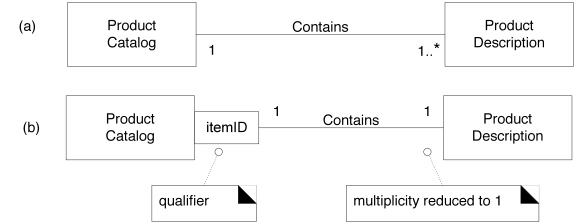 (a)
Product
Catalog
Contains
1
1..*
Product
Description
(b)
Product
Catalog
itemID
1
Contains
1
Product
Description
qualifier
multiplicity reduced to 1